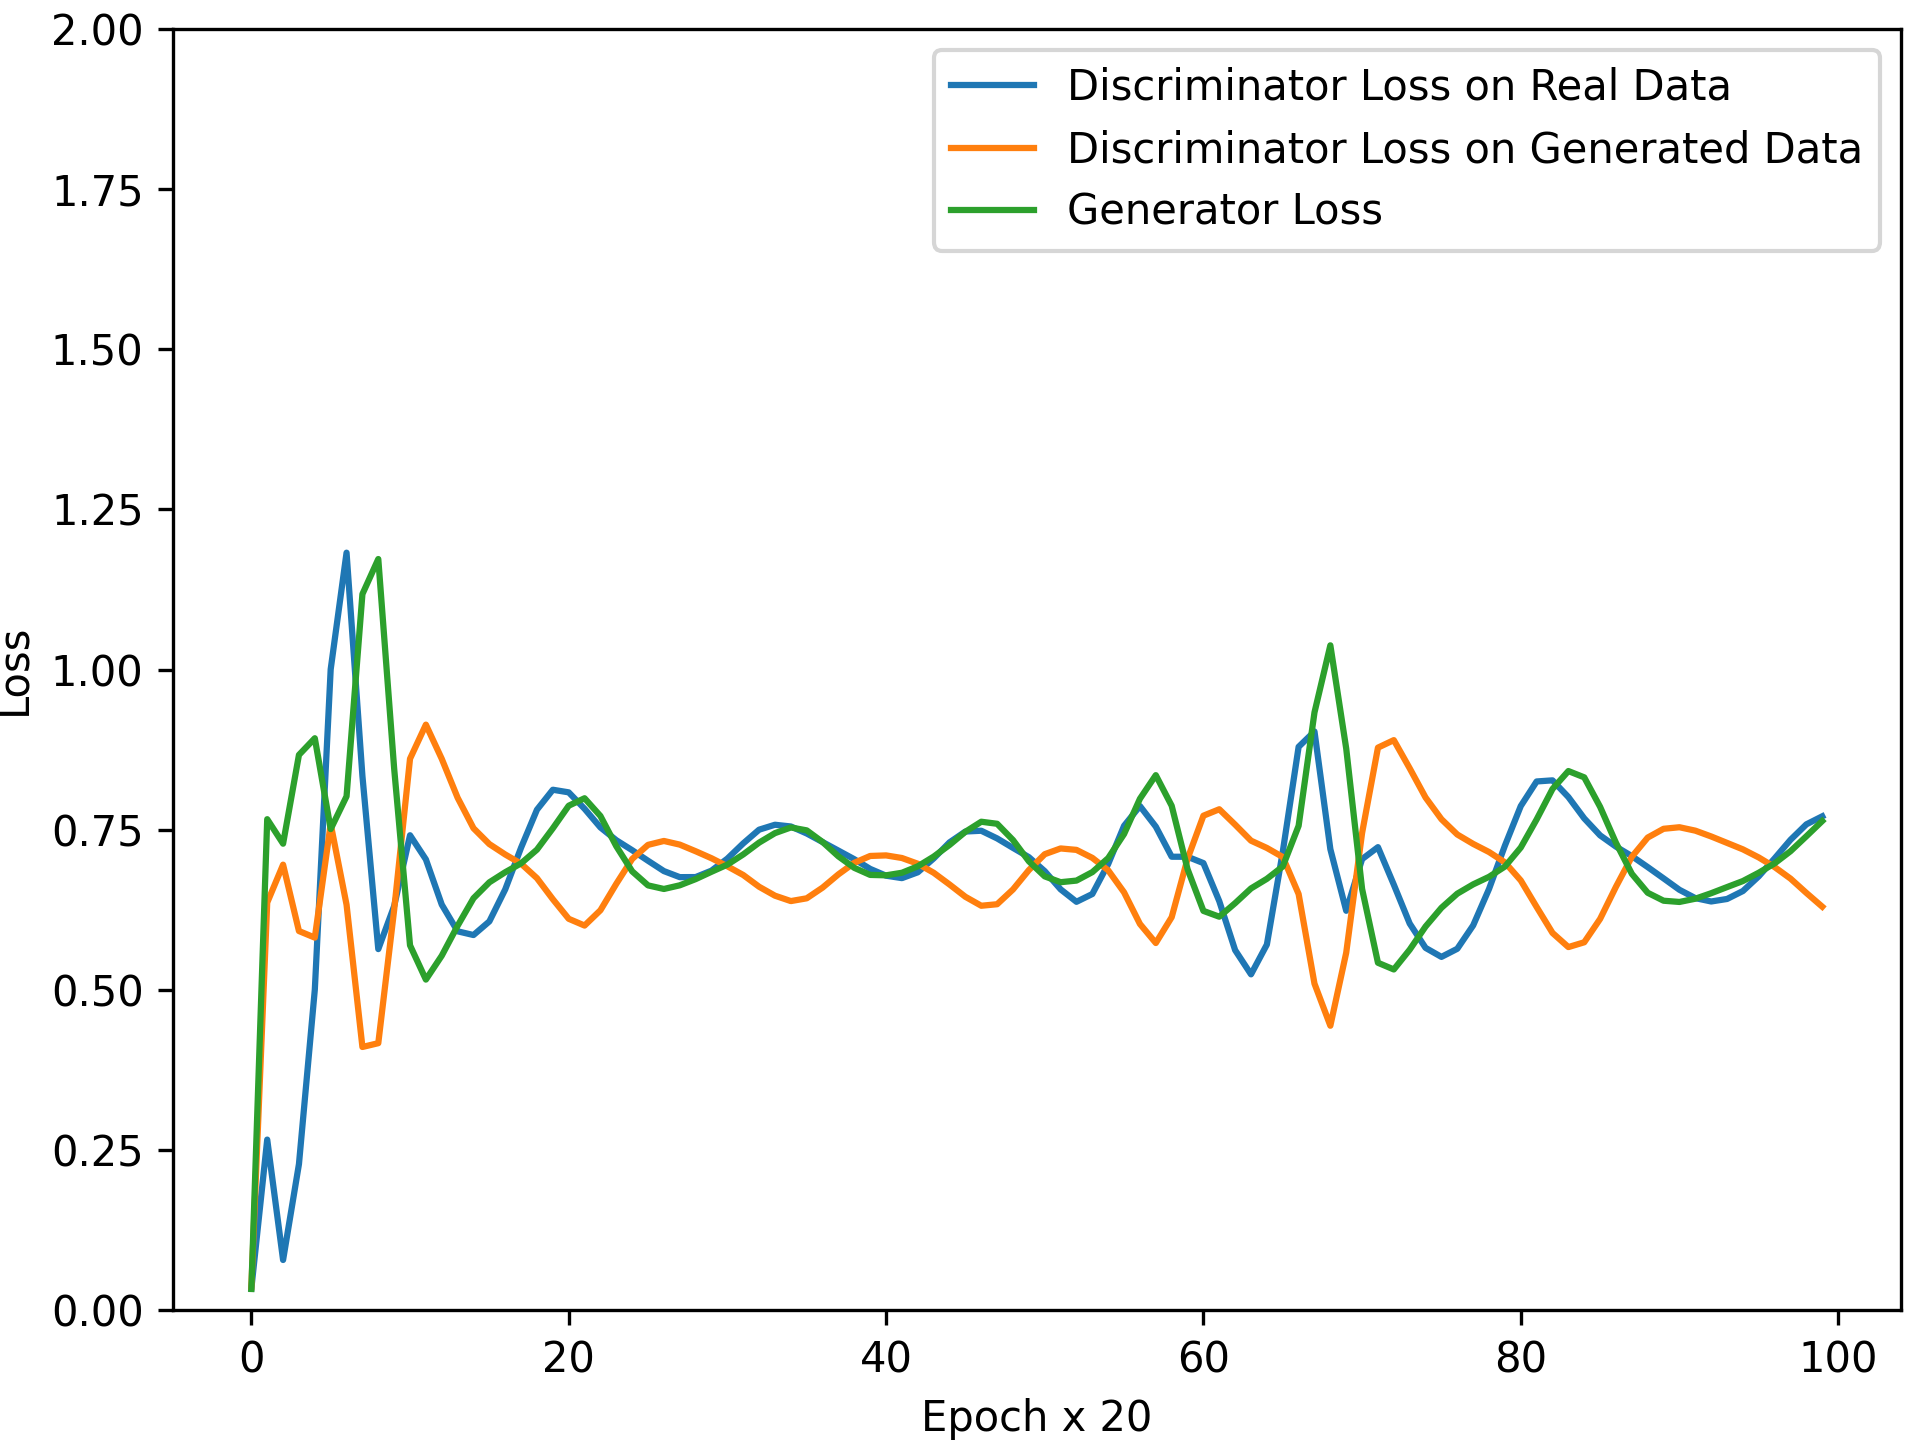 2.00
1.75
1.50
1.25
1.00
0.75
0.50
0.25
0.00
Loss
Discriminator Loss on Real Data
Discriminator Loss on Generated Data
Generator Loss
0 20 40 60 80 100
Epoch x 20